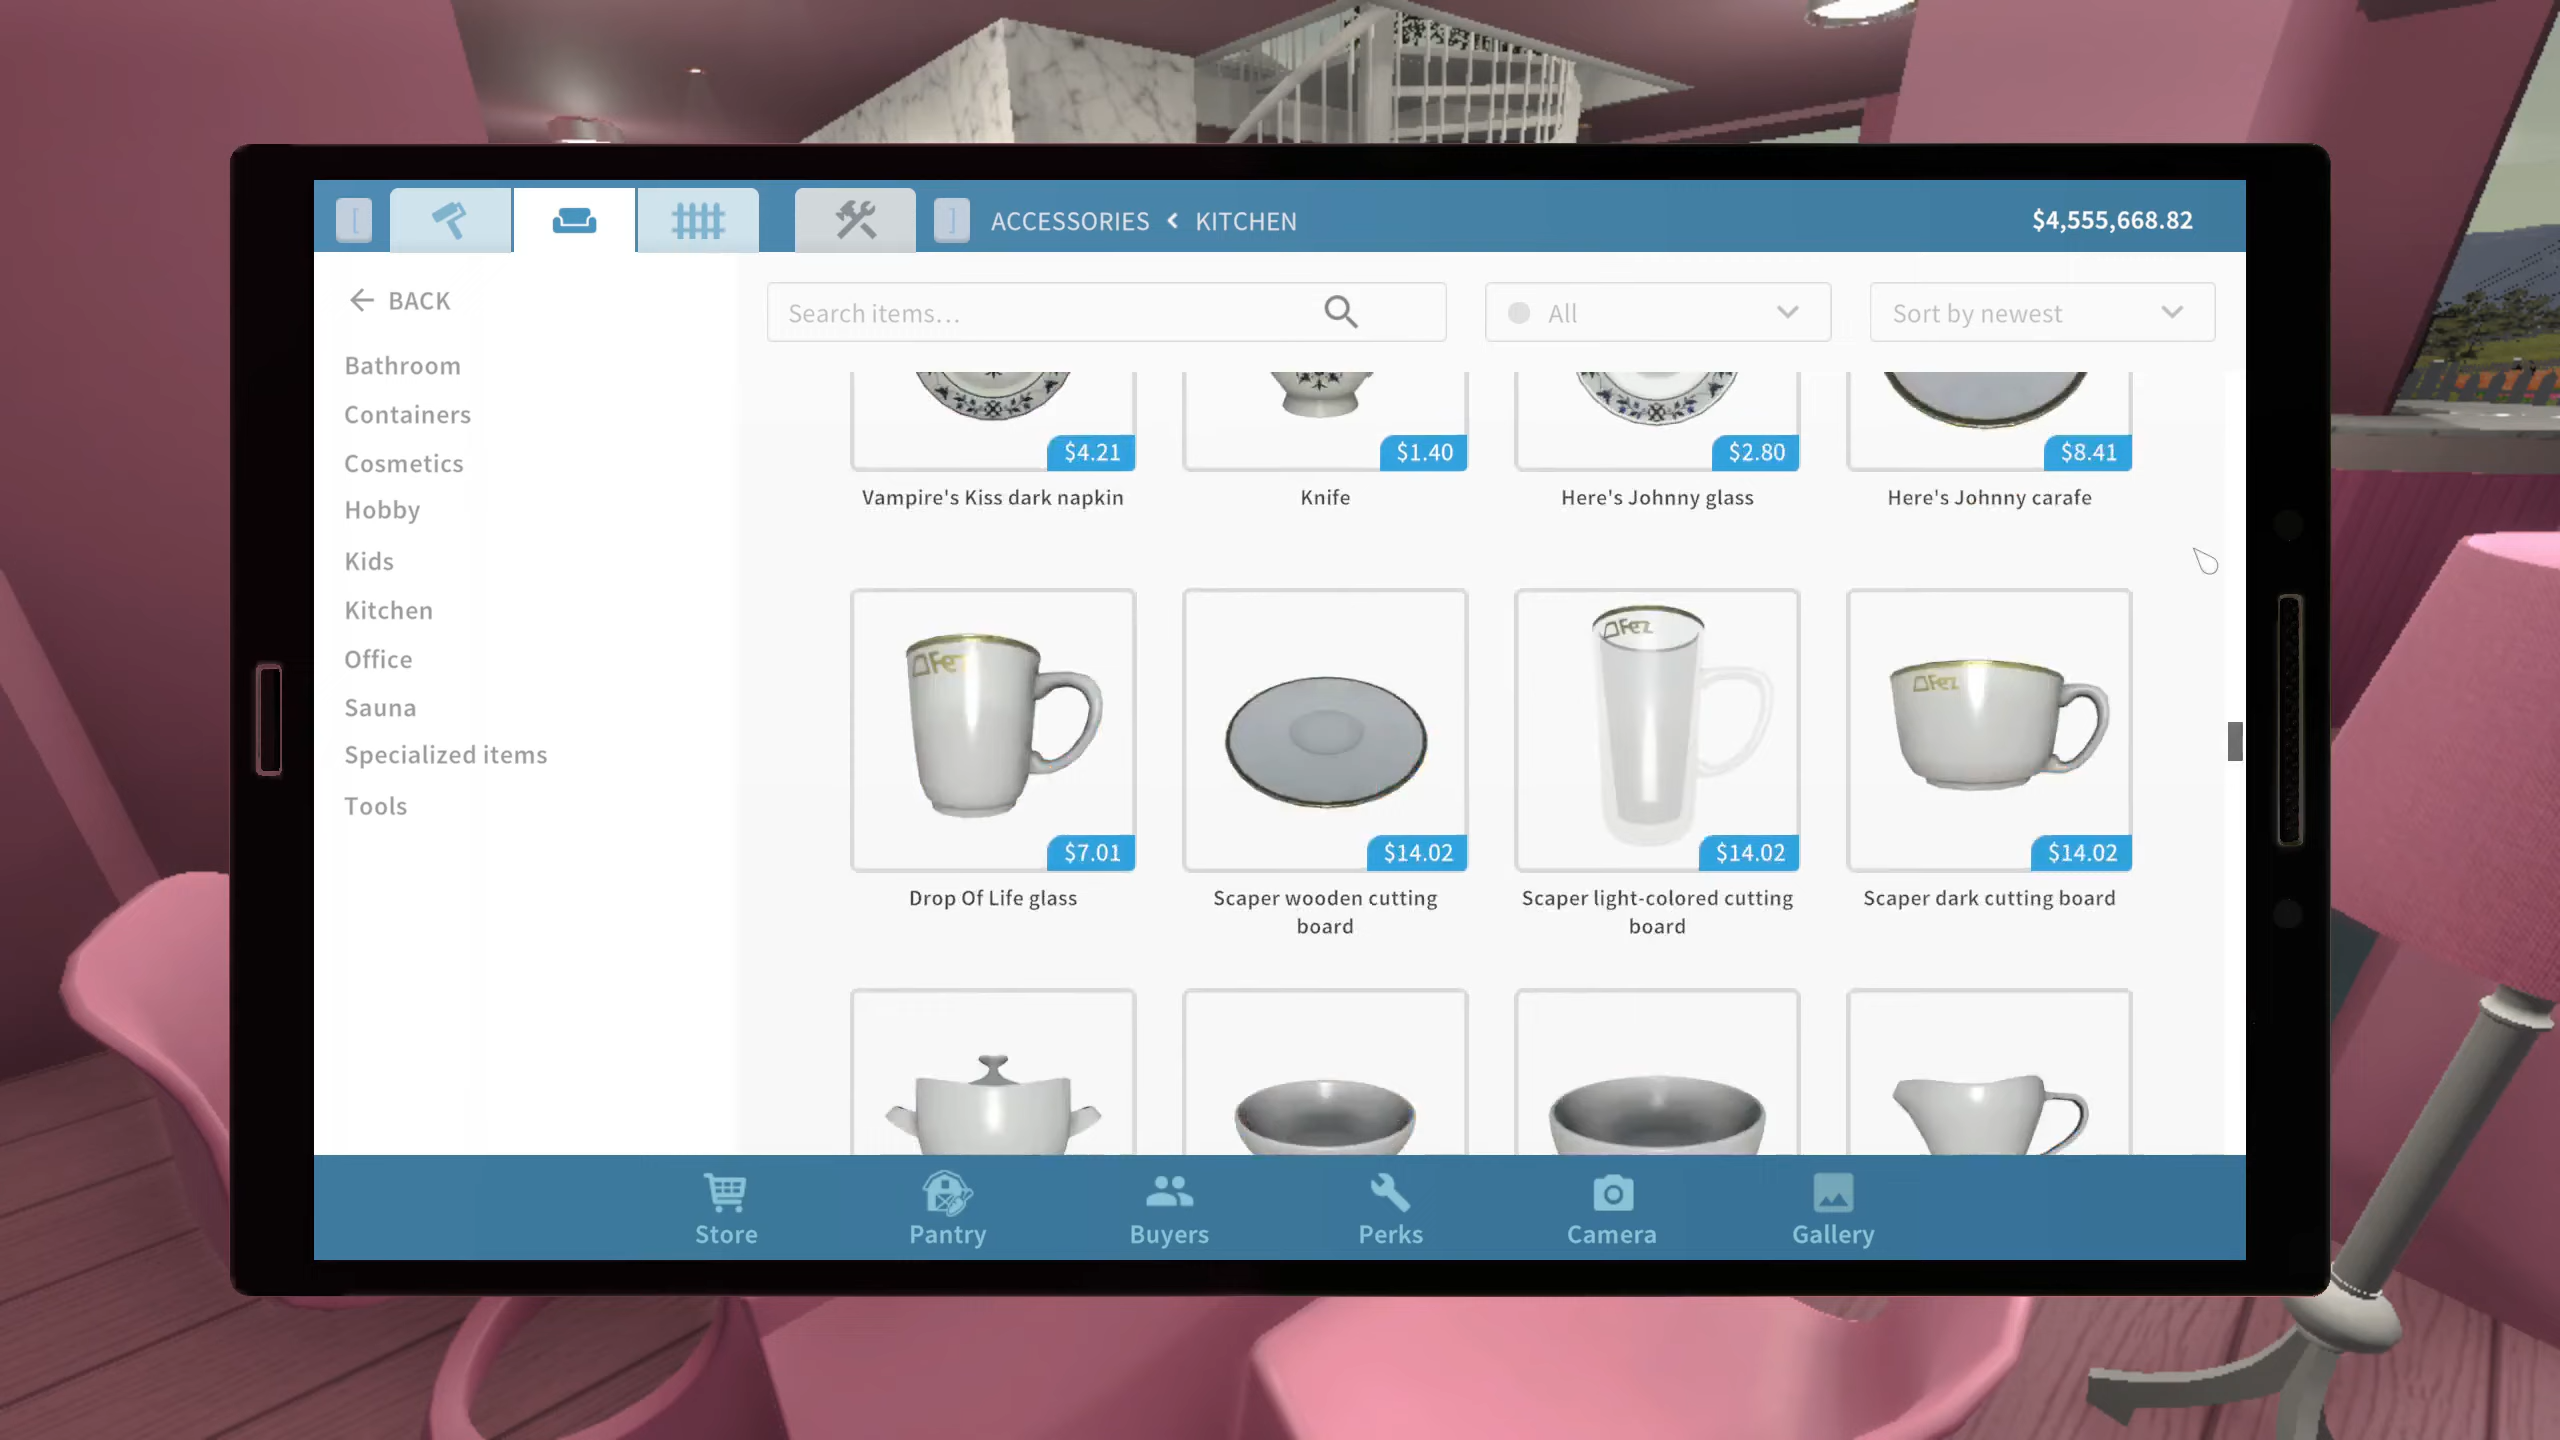 [
]
ACCESSORIES < KITCHEN
$4,555,668.82
BACK
Search items...
All
Sort by newest
Bathroom
Containers
Cosmetics
Hobby
Kids
Kitchen
Office
Sauna
Specialized items
Tools
$4.21
$1.40
$2.80
$8.41
Vampire's Kiss dark napkin
Knife
Here's Johnny glass
Here's Johnny carafe
Fez
Fez
Fez
$7.01
$14.02
$14.02
$14.02
Drop Of Life glass
Scaper wooden cutting
board
Scaper light-colored cutting
board
Scaper dark cutting board
Store
Pantry
Buyers
Perks
Camera
Gallery